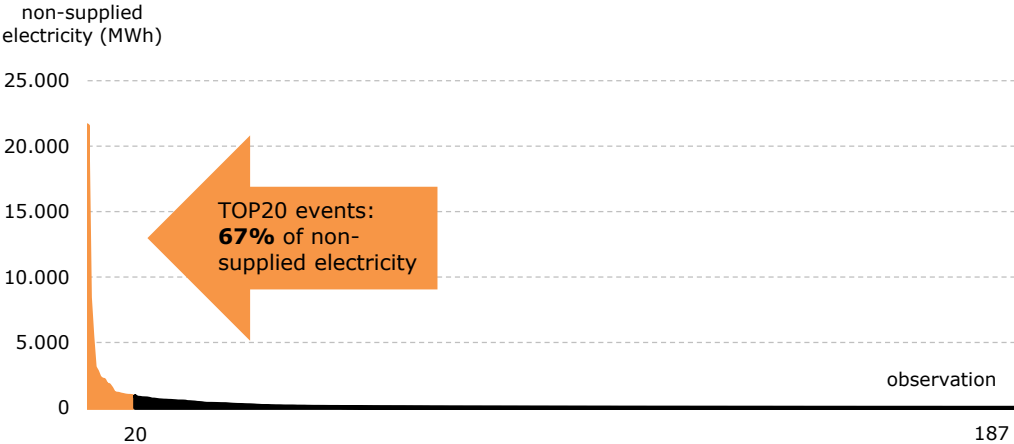 non-supplied
electricity (MWh)
25.000
20.000
15.000
10.000
5.000
0
TOP20 events:
67% of non-
supplied electricity
observation
20
187